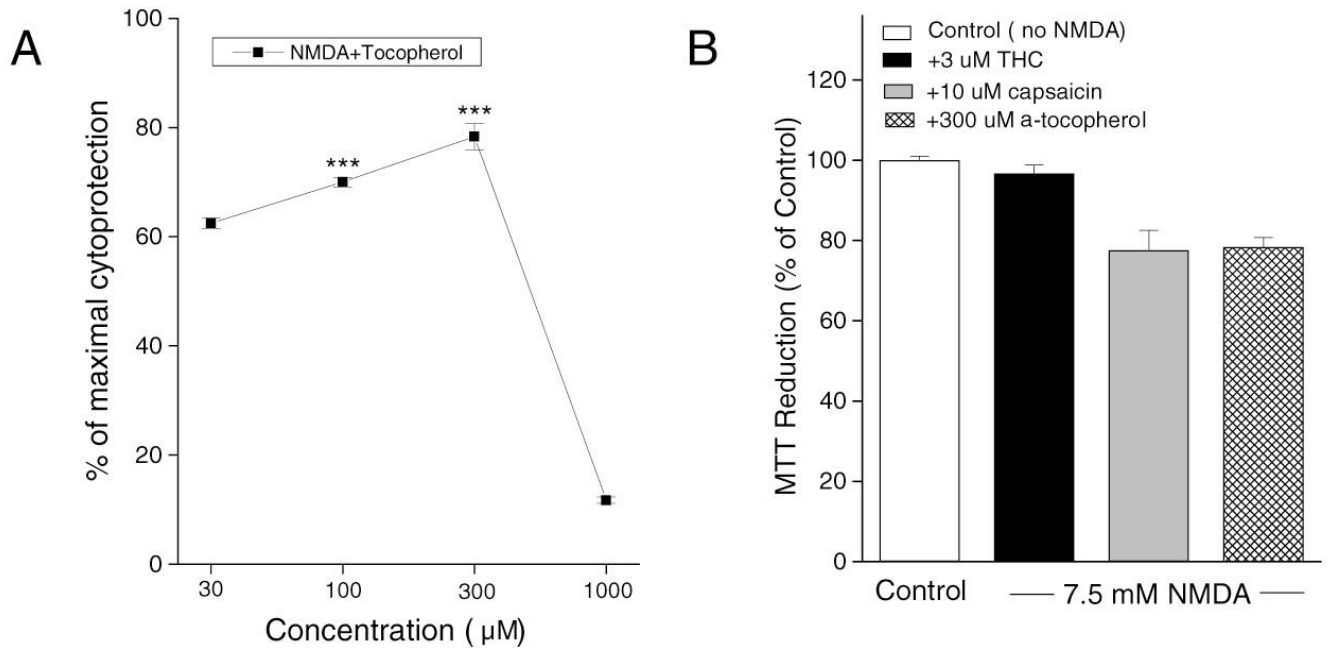 A
NMDA+Tocopherol
% of maximal cytoprotection
100
80
60
40
20
0
***
***
30
100
300
1000
Concentration ( µM)
B
Control ( no NMDA)
+3 uM THC
+10 uM capsaicin
+300 uM a-tocopherol
MTT Reduction (% of Control)
120
100
80
60
40
20
0
Control
7.5 mM NMDA